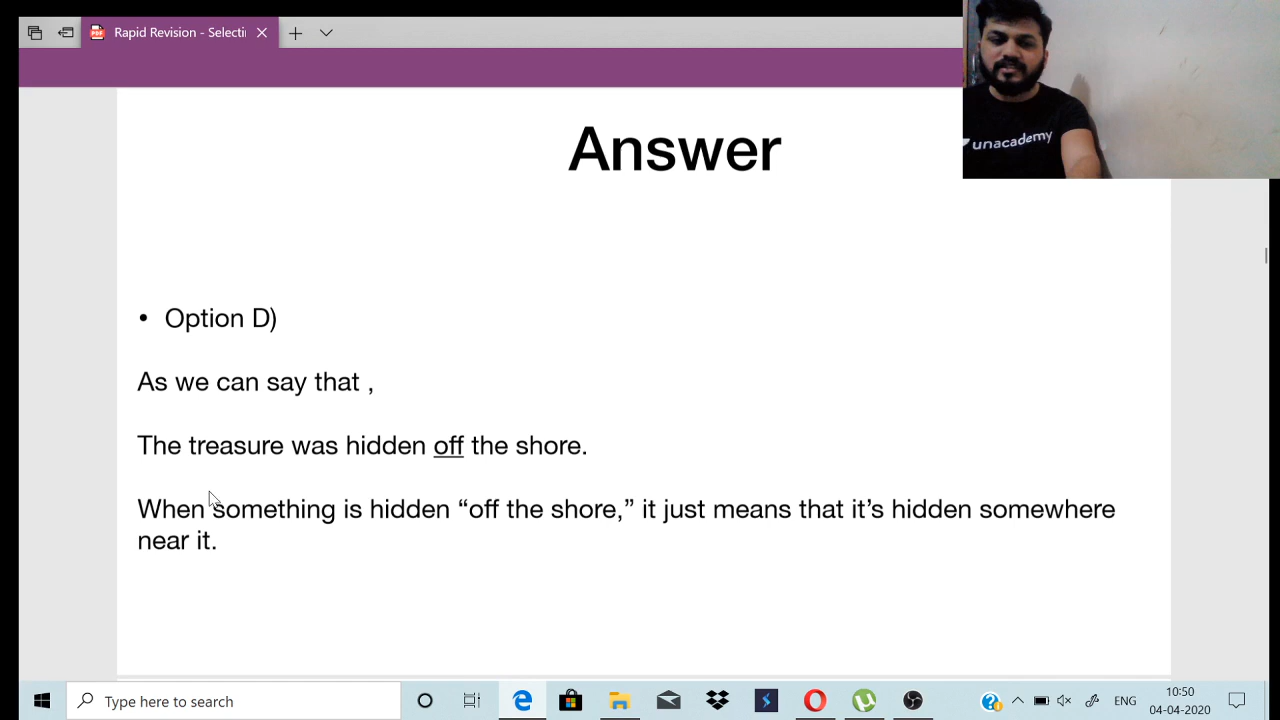 Rapid Revision - Selecti
unacademy
Answer
• Option D)
As we can say that ,
The treasure was hidden off the shore.
When something is hidden “off the shore,” it just means that it’s hidden somewhere
near it.
Type here to search
ENG
10:50
04-04-2020